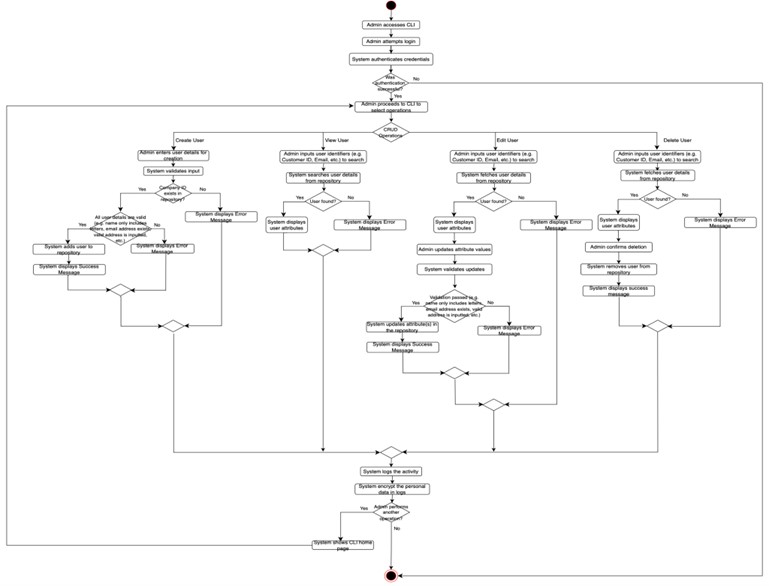 Admin accesses CLI
Admin attempts login
System authenticates credentials
Was
authentication
successful?
No
Yes
Admin proceeds to CLI to
select operations
CRUD
Operations
Create User
View User
Edit User
Delete User
Admin enters user details for
creation
System validates input
Company ID
exists in
repository?
Yes
No
System displays Error
Message
All user details are valid
(e.g. name only includes
letters, email address exists,
valid address is inputted,
etc.)
Yes
No
System adds user to
repository
System displays Error
Message
System displays Success
Message
Admin inputs user identifiers (e.g.
Customer ID, Email, etc.) to search
System searches user details
from repository
User found?
Yes
No
System displays
user attributes
System displays Error
Message
Admin inputs user identifiers (e.g.
Customer ID, Email, etc.) to search
System fetches user details
from repository
User found?
Yes
No
System displays
user attributes
System displays Error
Message
Admin updates attribute values
System validates updates
Validation passed (e.g.
name only includes letters,
email address exists, valid
address is inputted, etc.)
Yes
No
System updates attribute(s) in
the repository
System displays Error
Message
System displays Success
Message
Admin inputs user identifiers (e.g.
Customer ID, Email, etc.) to search
System fetches user details
from repository
User found?
Yes
No
System displays
user attributes
System displays Error
Message
Admin confirms deletion
System removes user from
repository
System displays success
message
System logs the activity
System encrypt the personal
data in logs
Admin performs
another
operation?
Yes
No
System shows CLI home
page